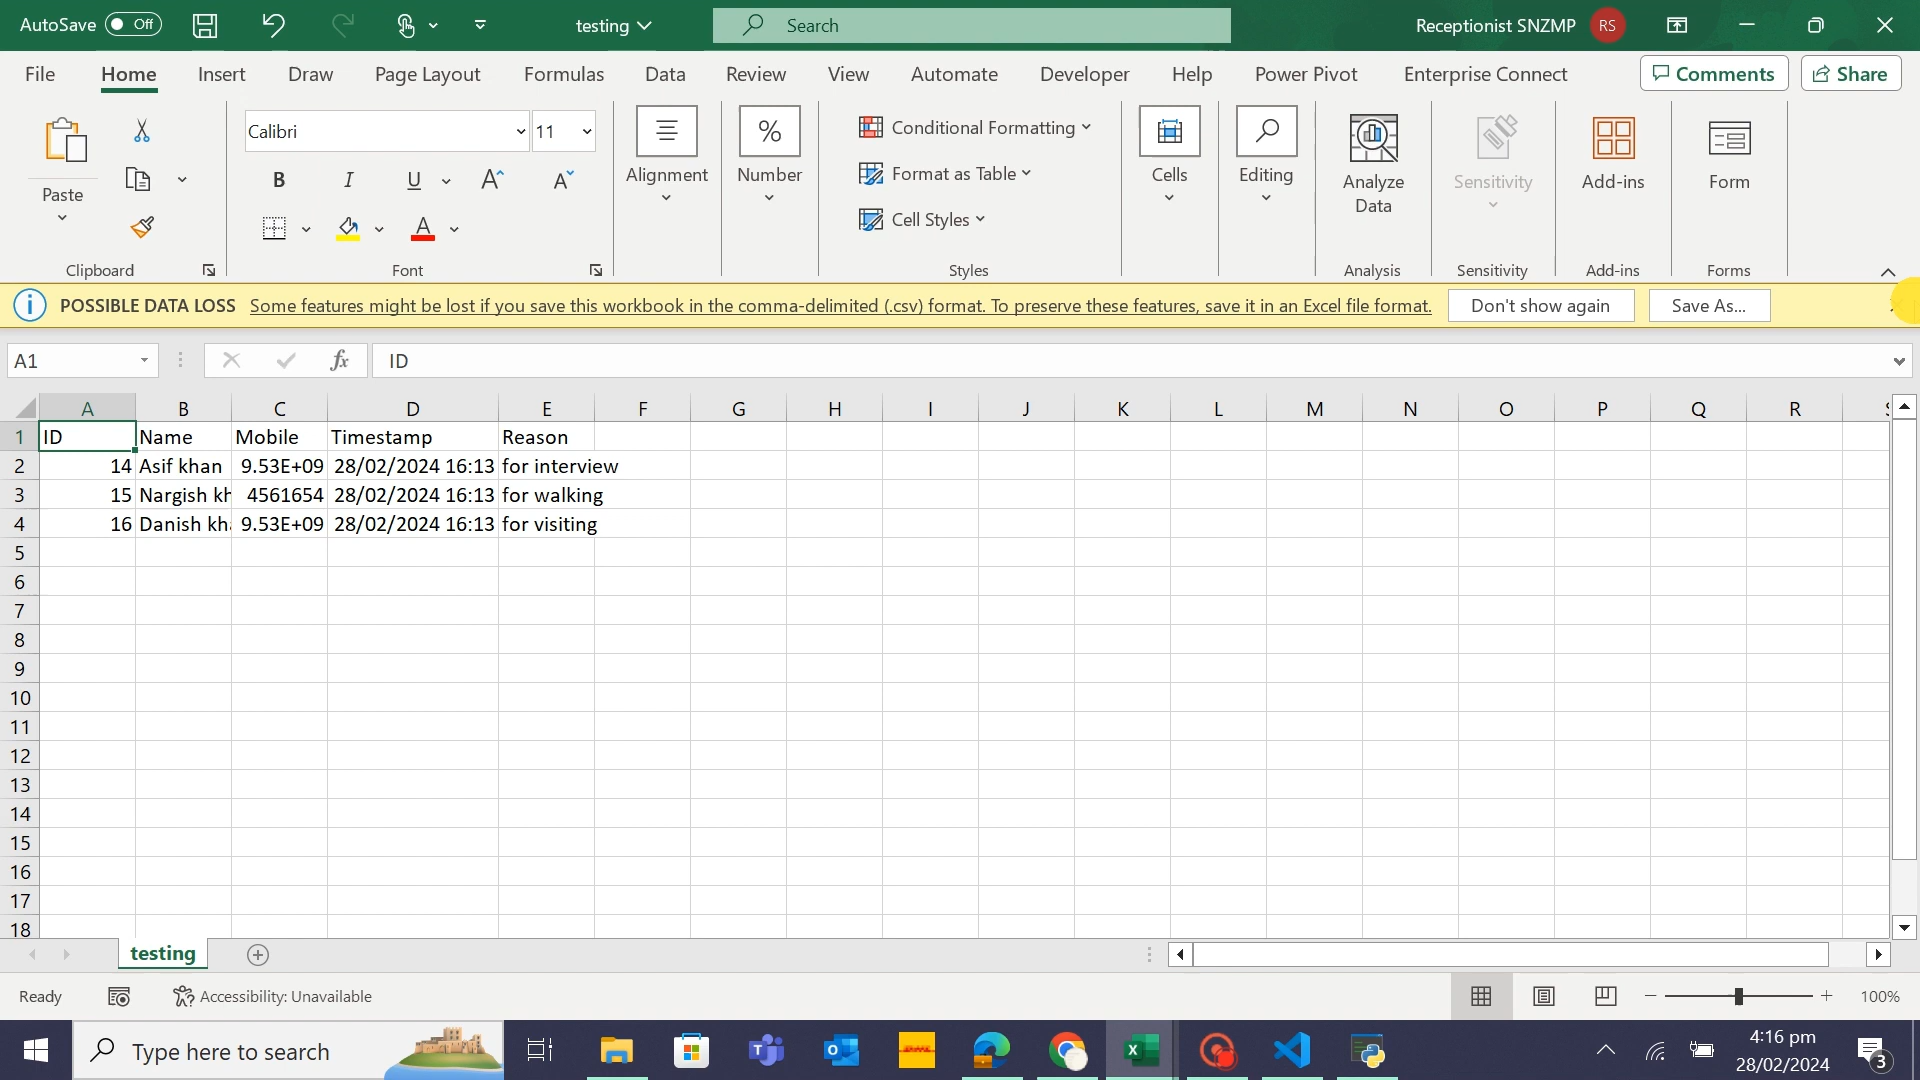 AutoSave Off testing Search Receptionist SNZMP RS
File Home Insert Draw Page Layout Formulas Data Review View Automate Developer Help Power Pivot Enterprise Connect Comments Share
Calibri 11 % Conditional Formatting
Paste B I U A A Alignment Number Format as Table Cells Editing Analyze Data Sensitivity Add-ins Form
A Cell Styles
Clipboard Font Styles Analysis Sensitivity Add-ins Forms
i POSSIBLE DATA LOSS Some features might be lost if you save this workbook in the comma-delimited (.csv) format. To preserve these features, save it in an Excel file format. Don't show again Save As...
A1 fx ID
A B C D E F G H I J K L M N O P Q R
1 ID Name Mobile Timestamp Reason
2 14 Asif khan 9.53E+09 28/02/2024 16:13 for interview
3 15 Nargish kh 4561654 28/02/2024 16:13 for walking
4 16 Danish kha 9.53E+09 28/02/2024 16:13 for visiting
5
6
7
8
9
10
11
12
13
14
15
16
17
18
testing
Ready Accessibility: Unavailable 100%
Type here to search 4:16 pm
28/02/2024 3